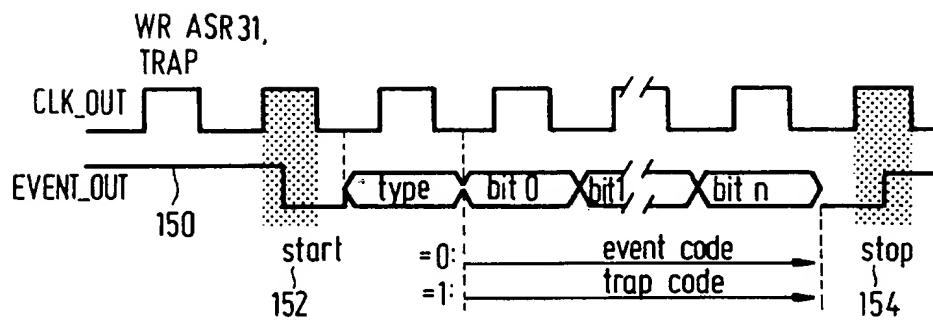 WR ASR31,
TRAP
CLK_OUT
EVENT_OUT
type bit 0 bit1 bit n
150
start
152
=0: event code
=1: trap code
stop
154